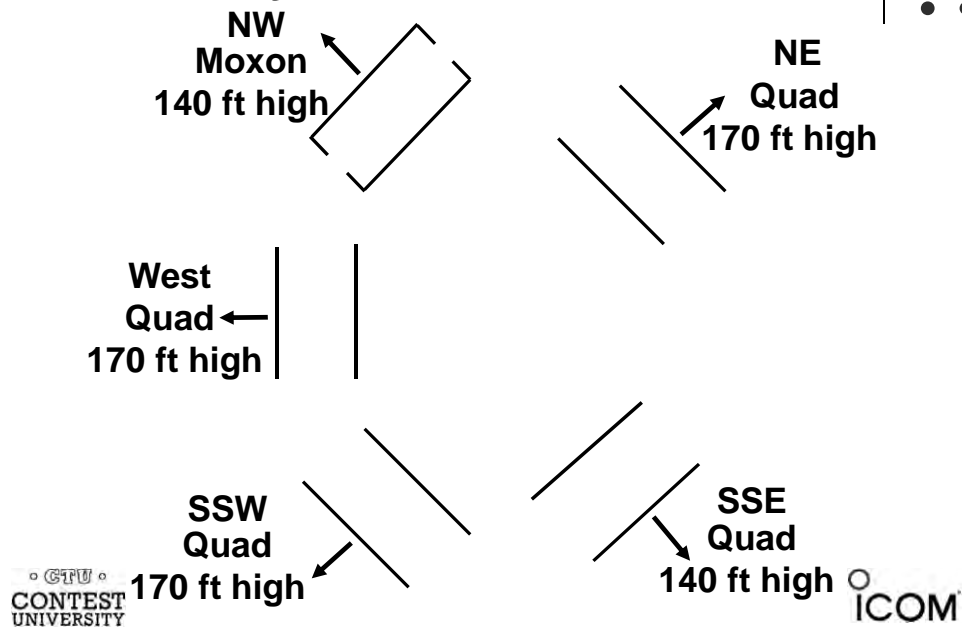 NW
Moxon
140 ft high
NE
Quad
170 ft high
West
Quad
170 ft high
SSW
Quad
170 ft high
SSE
Quad
140 ft high
CTU
CONTEST
UNIVERSITY
ICOM